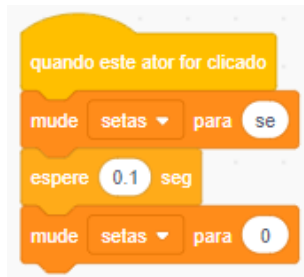 quando este ator for clicado
mude setas para se
espere 0.1 seg
mude setas para 0